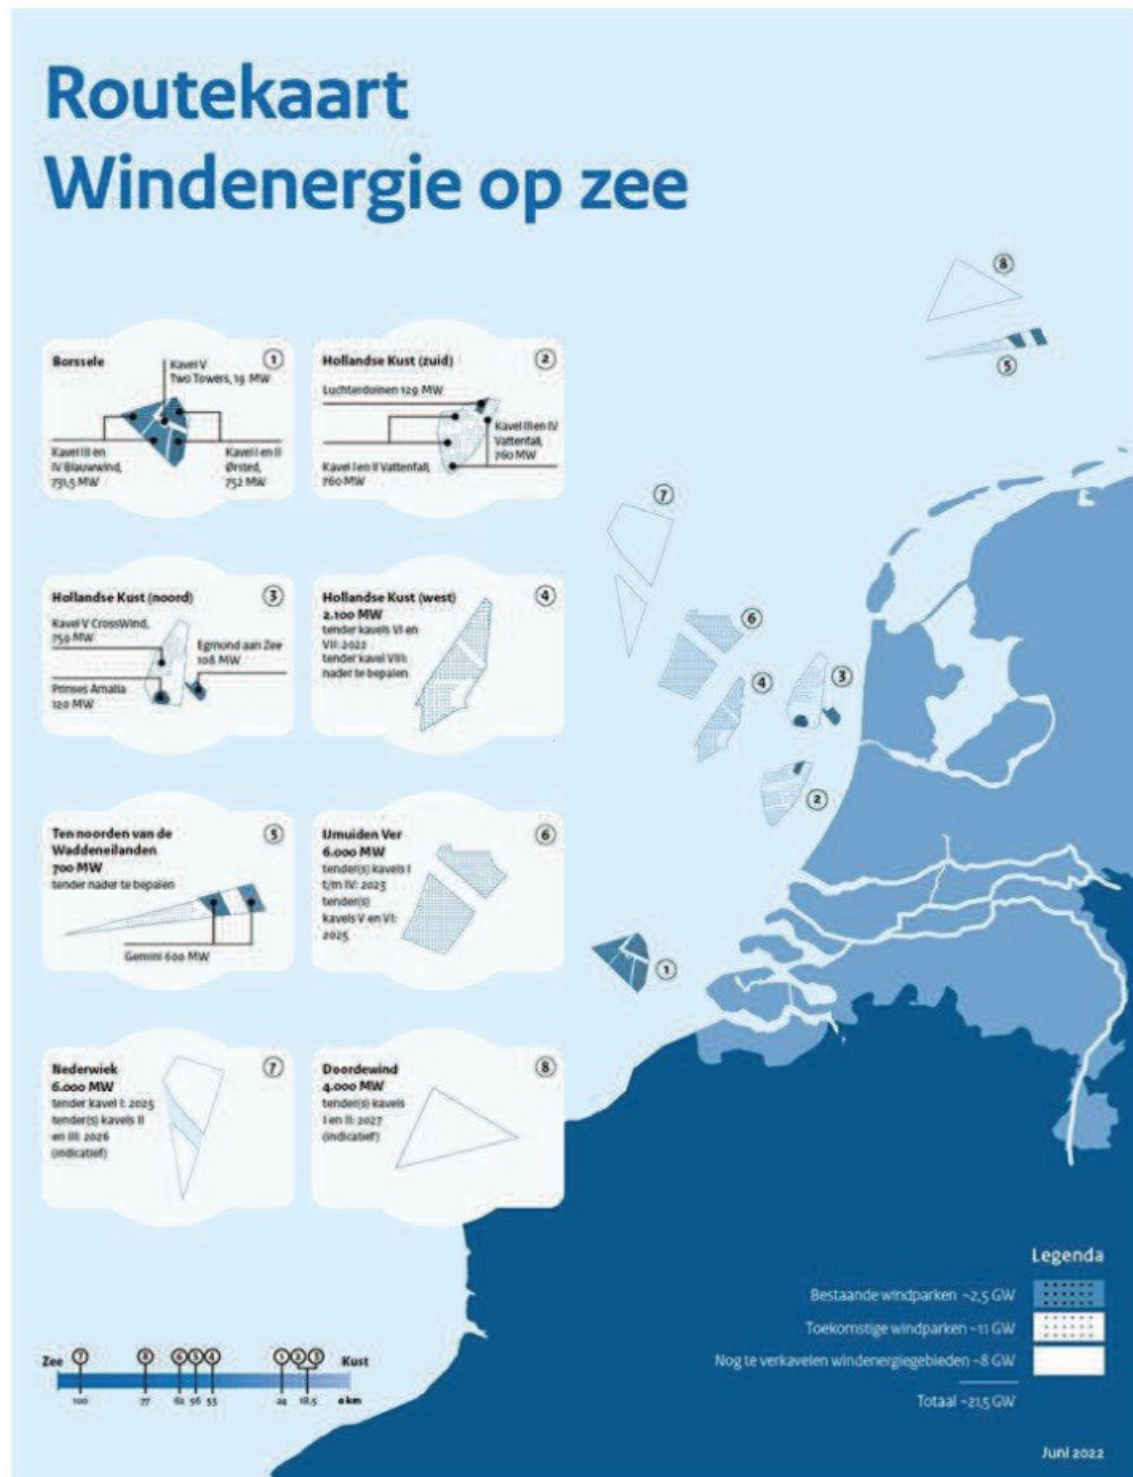 Routekaart
Windenergie op zee
Borssele
1
Kavel V
Two Towers, 19 MW
Kavel III en
IV Blauwwind,
731,5 MW
Kavel I en II
Ørsted,
752 MW
Hollandse Kust (zuid)
2
Luchterduinen 129 MW
Kavel III en IV
Vattenfall,
760 MW
Kavel I en II Vattenfall,
760 MW
Hollandse Kust (noord)
3
Kavel V CrossWind,
759 MW
Egmond aan Zee
108 MW
Prinses Amalia
120 MW
Hollandse Kust (west)
4
2.100 MW
tender kavels VI en
VII: 2022
tender kavel VIII:
nader te bepalen
Ten noorden van de
Waddeneilanden
5
700 MW
tender nader te bepalen
Gemini 600 MW
IJmuiden Ver
6
6.000 MW
tender(s) kavels I
t/m IV: 2023
tender(s)
kavels V en VI:
2025
Nederwiek
7
6.000 MW
tender kavel I: 2025
tender(s) kavels II
en III: 2026
(indicatief)
Doordewind
8
4.000 MW
tender(s) kavels
I en II: 2027
(indicatief)
8
5
7
6
4
3
2
1
Zee 7 8 6 5 4 1 2 3 Kust
100 77 62 56 53 24 18,5 0 km
Legenda
Bestaande windparken ~2,5 GW
Toekomstige windparken ~11 GW
Nog te verkavelen windenergiegebieden ~8 GW
Totaal ~21,5 GW
Juni 2022